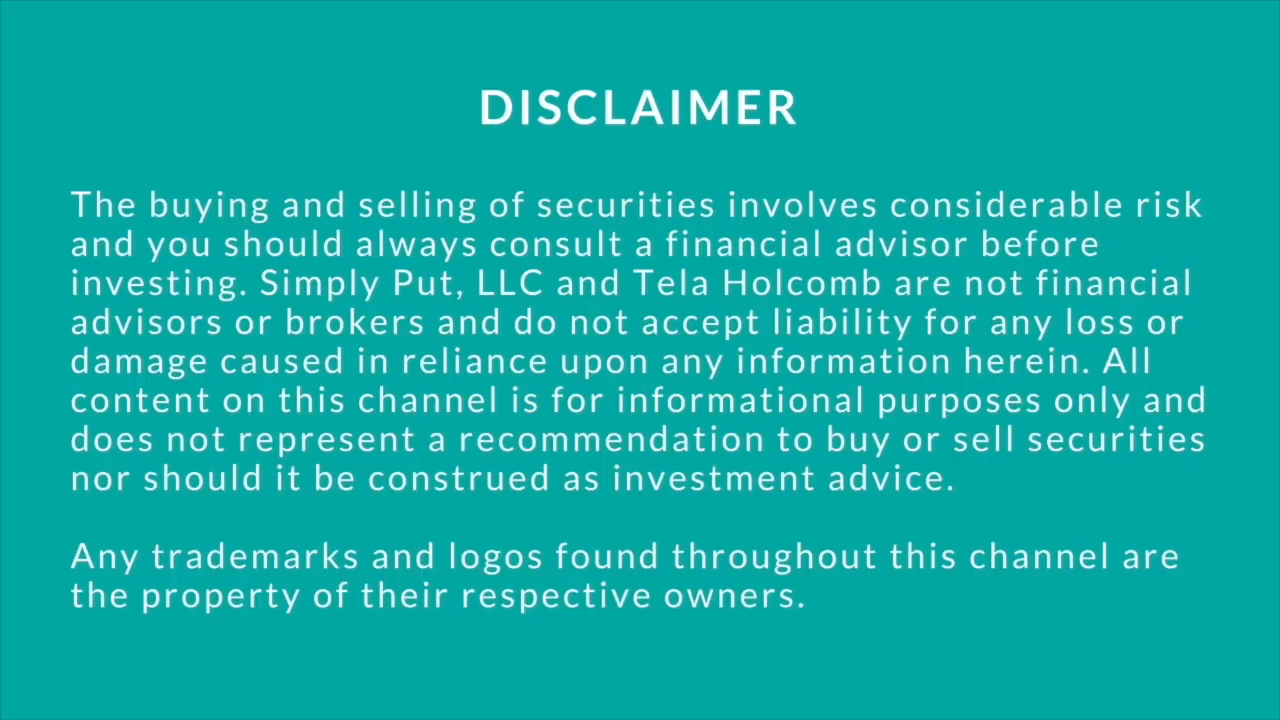 DISCLAIMER
The buying and selling of securities involves considerable risk
and you should always consult a financial advisor before
investing. Simply Put, LLC and Tela Holcomb are not financial
advisors or brokers and do not accept liability for any loss or
damage caused in reliance upon any information herein. All
content on this channel is for informational purposes only and
does not represent a recommendation to buy or sell securities
nor should it be construed as investment advice.
Any trademarks and logos found throughout this channel are
the property of their respective owners.